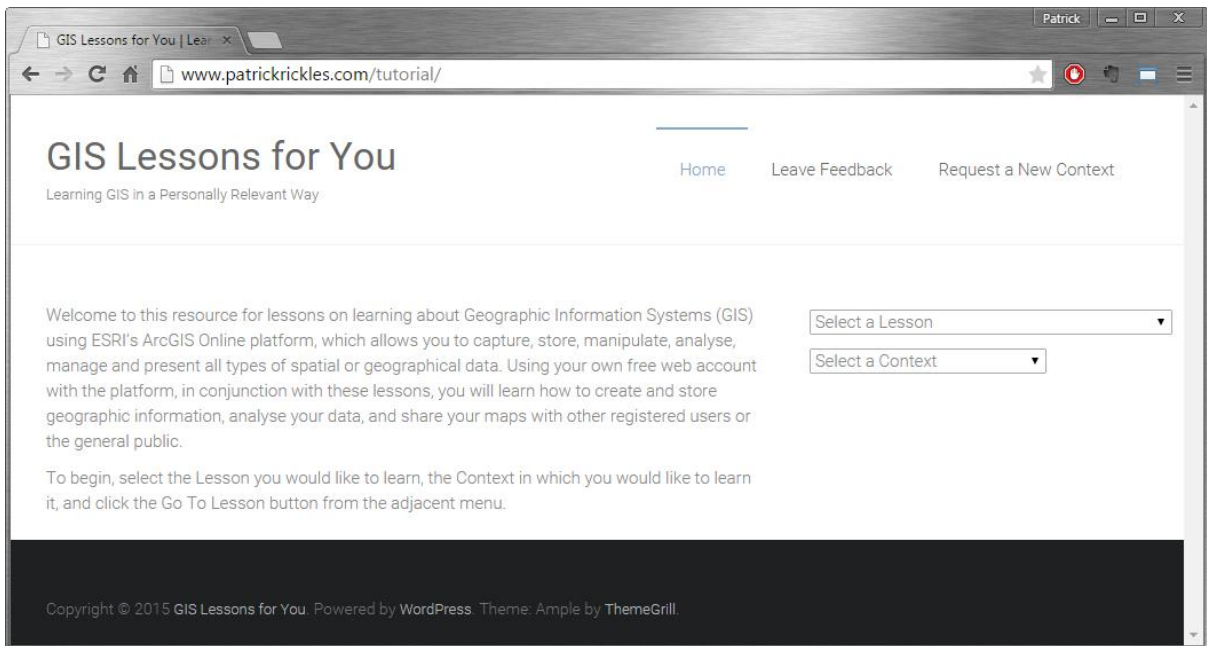 Patrick
GIS Lessons for You | Lear
www.patrickrickles.com/tutorial/
GIS Lessons for You
Learning GIS in a Personally Relevant Way
Home
Leave Feedback
Request a New Context
Welcome to this resource for lessons on learning about Geographic Information Systems (GIS)
using ESRI's ArcGIS Online platform, which allows you to capture, store, manipulate, analyse,
manage and present all types of spatial or geographical data. Using your own free web account
with the platform, in conjunction with these lessons, you will learn how to create and store
geographic information, analyse your data, and share your maps with other registered users or
the general public.
To begin, select the Lesson you would like to learn, the Context in which you would like to learn
it, and click the Go To Lesson button from the adjacent menu.
Select a Lesson
Select a Context
Copyright © 2015 GIS Lessons for You. Powered by WordPress. Theme: Ample by ThemeGrill.